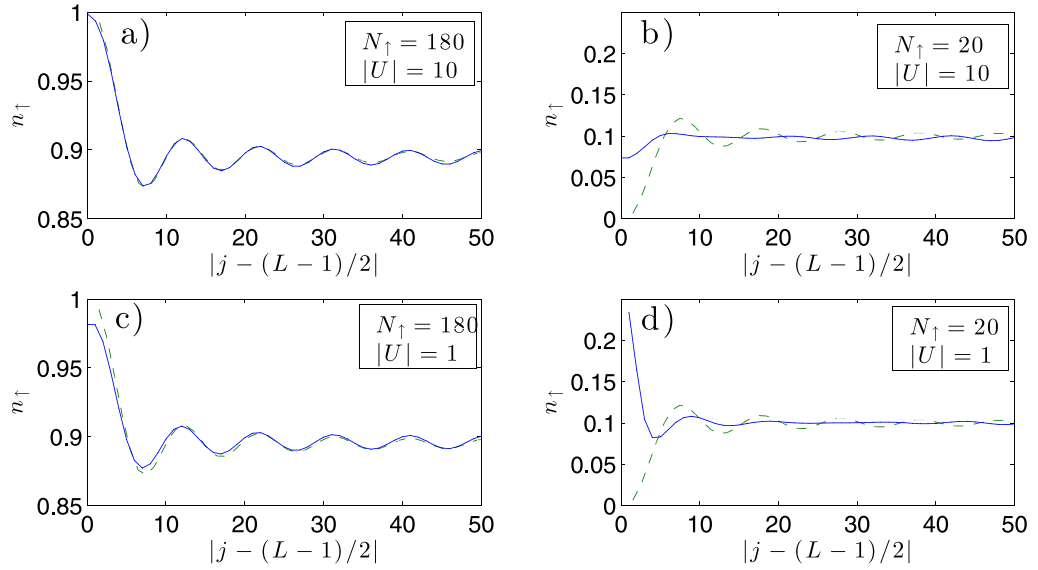 a)
N↑ = 180
|U| = 10
1
0.95
0.9
0.85
n↑
0 10 20 30 40 50
|j − (L − 1)/2|
b)
N↑ = 20
|U| = 10
0.2
0.15
0.1
0.05
0
n↑
0 10 20 30 40 50
|j − (L − 1)/2|
c)
N↑ = 180
|U| = 1
1
0.95
0.9
0.85
n↑
0 10 20 30 40 50
|j − (L − 1)/2|
d)
N↑ = 20
|U| = 1
0.2
0.15
0.1
0.05
0
n↑
0 10 20 30 40 50
|j − (L − 1)/2|